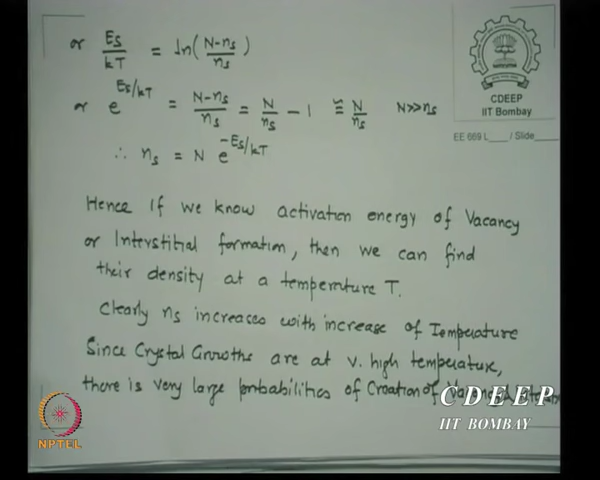 or Es/kT = ln(N-ns/ns)
or e^Es/kT = N-ns/ns = N/ns - 1 ≅ N/ns N>>ns
∴ ns = N e^-Es/kT
Hence If we know activation energy of Vacancy
or Interstitial formation, then we can find
their density at a temperature T.
Clearly ns increases with increase of Temperature
Since Crystal Growths are at v. high temperature,
there is very large probabilities of Creation of
CDEEP
IIT Bombay
EE 669 L____ / Slide____
NPTEL
CDEEP
IIT BOMBAY